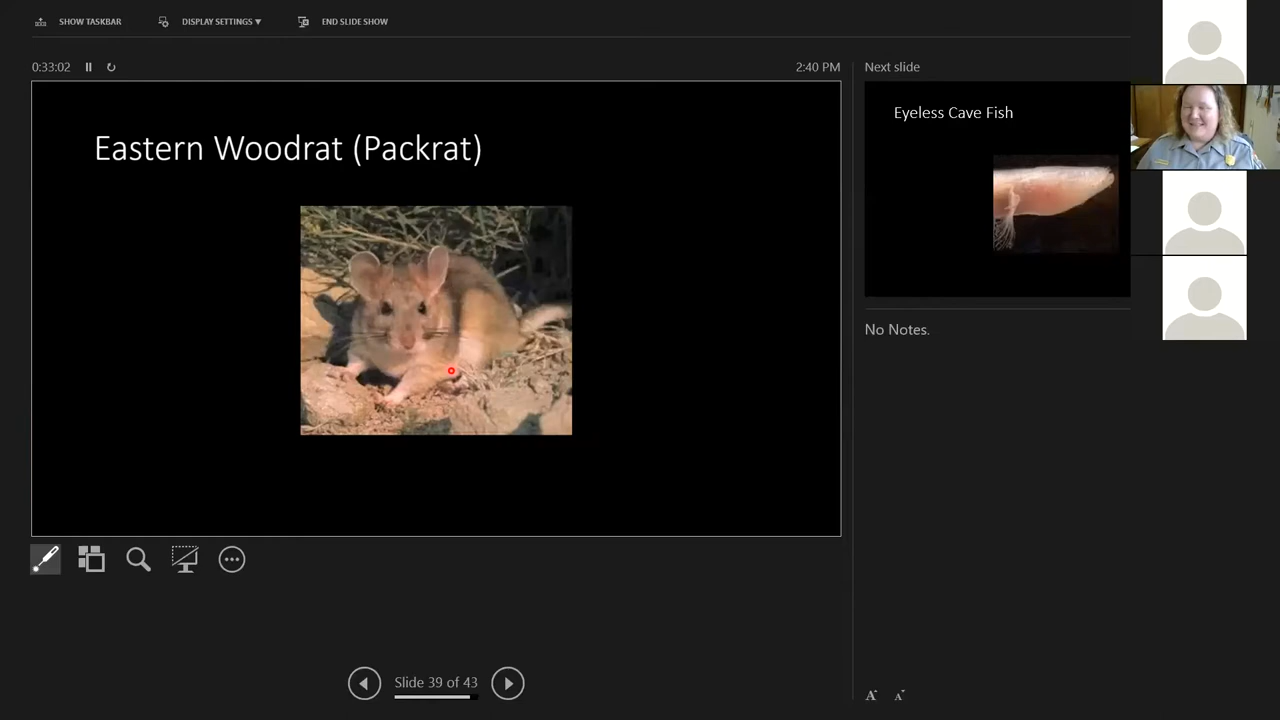 SHOW TASKBAR
DISPLAY SETTINGS ▼
END SLIDE SHOW
0:33:02
2:40 PM
Eastern Woodrat (Packrat)
Next slide
Eyeless Cave Fish
No Notes.
Slide 39 of 43
A A